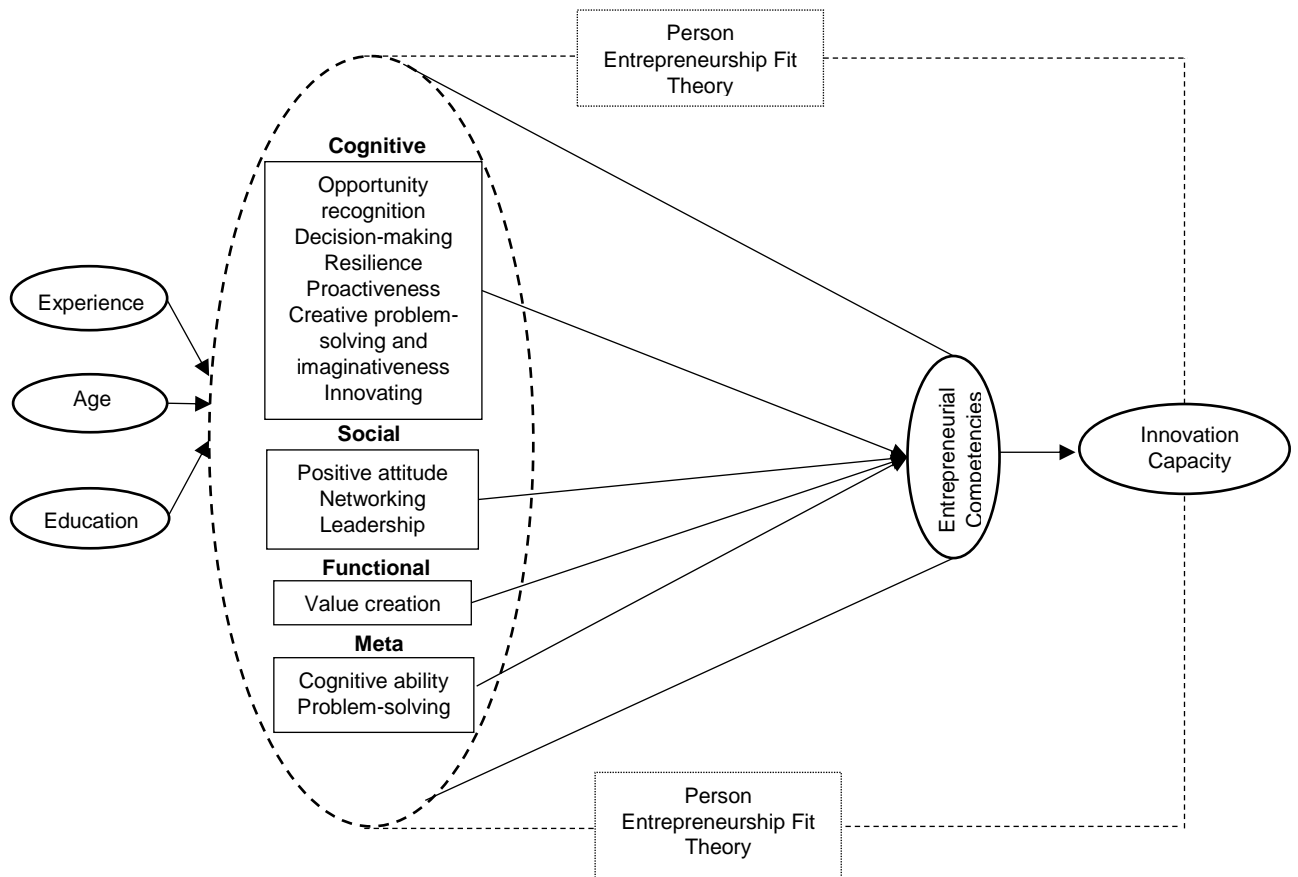 Person
Entrepreneurship Fit
Theory
Cognitive
Opportunity
recognition
Decision-making
Resilience
Proactiveness
Creative problem-
solving and
imaginativeness
Innovating
Experience
Age
Education
Social
Positive attitude
Networking
Leadership
Functional
Value creation
Meta
Cognitive ability
Problem-solving
Entrepreneurial
Competencies
Innovation
Capacity
Person
Entrepreneurship Fit
Theory